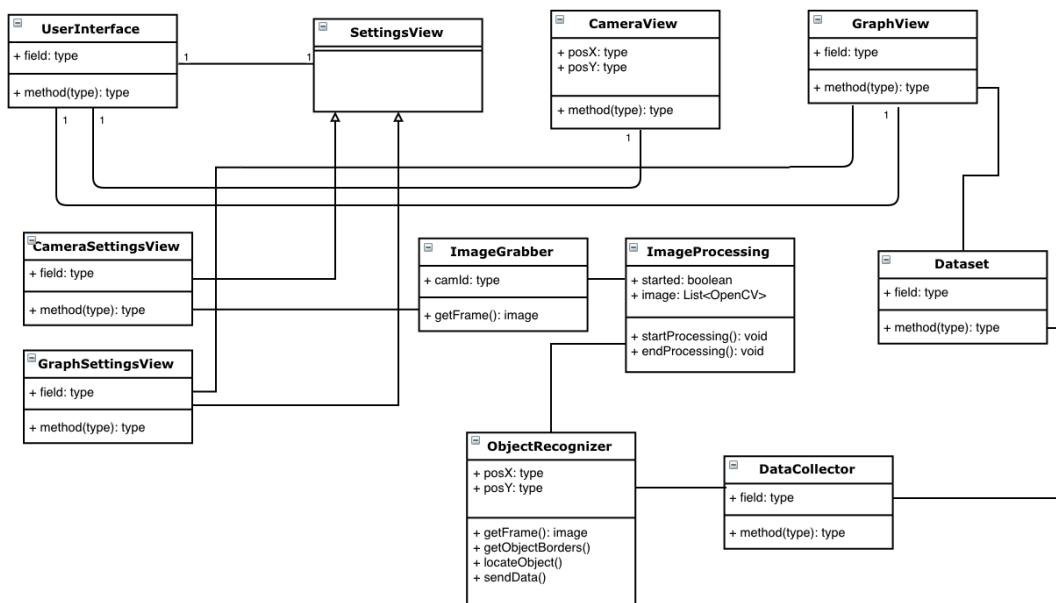 UserInterface
+ field: type
+ method(type): type
SettingsView
CameraView
+ posX: type
+ posY: type
+ method(type): type
GraphView
+ field: type
+ method(type): type
1
1
1
1
1
1
CameraSettingsView
+ field: type
+ method(type): type
ImageGrabber
+ camId: type
+ getFrame(): image
ImageProcessing
+ started: boolean
+ image: List<OpenCV>
+ startProcessing(): void
+ endProcessing(): void
Dataset
+ field: type
+ method(type): type
GraphSettingsView
+ field: type
+ method(type): type
ObjectRecognizer
+ posX: type
+ posY: type
+ getFrame(): image
+ getObjectBorders()
+ locateObject()
+ sendData()
DataCollector
+ field: type
+ method(type): type